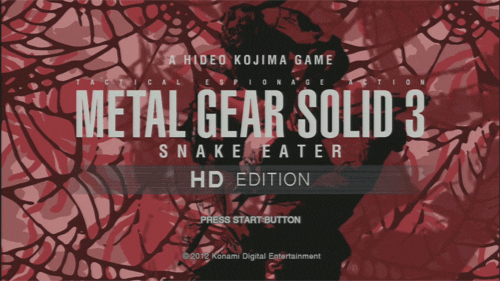 A HIDEO KOJIMA GAME
TACTICAL ESPIONAGE ACTION
METAL GEAR SOLID 3
SNAKE EATER
HD EDITION
PRESS START BUTTON
©2012 Konami Digital Entertainment